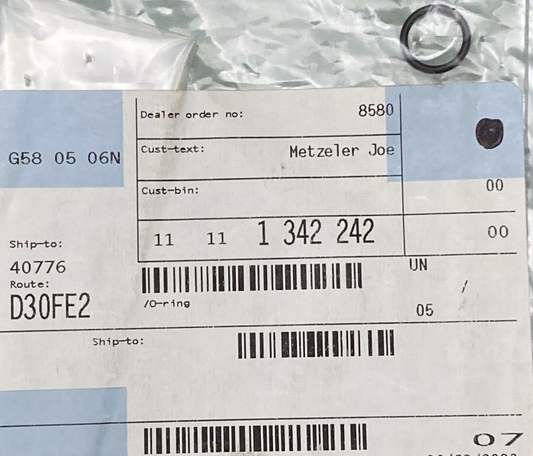 Dealer order no: 8580
G58 05 06N
Cust-text: Metzeler Joe
Cust-bin:
00
11 11 1 342 242
00
Ship-to:
40776
Route:
D30FE2
UN
/O-ring
/
05
Ship-to:
07